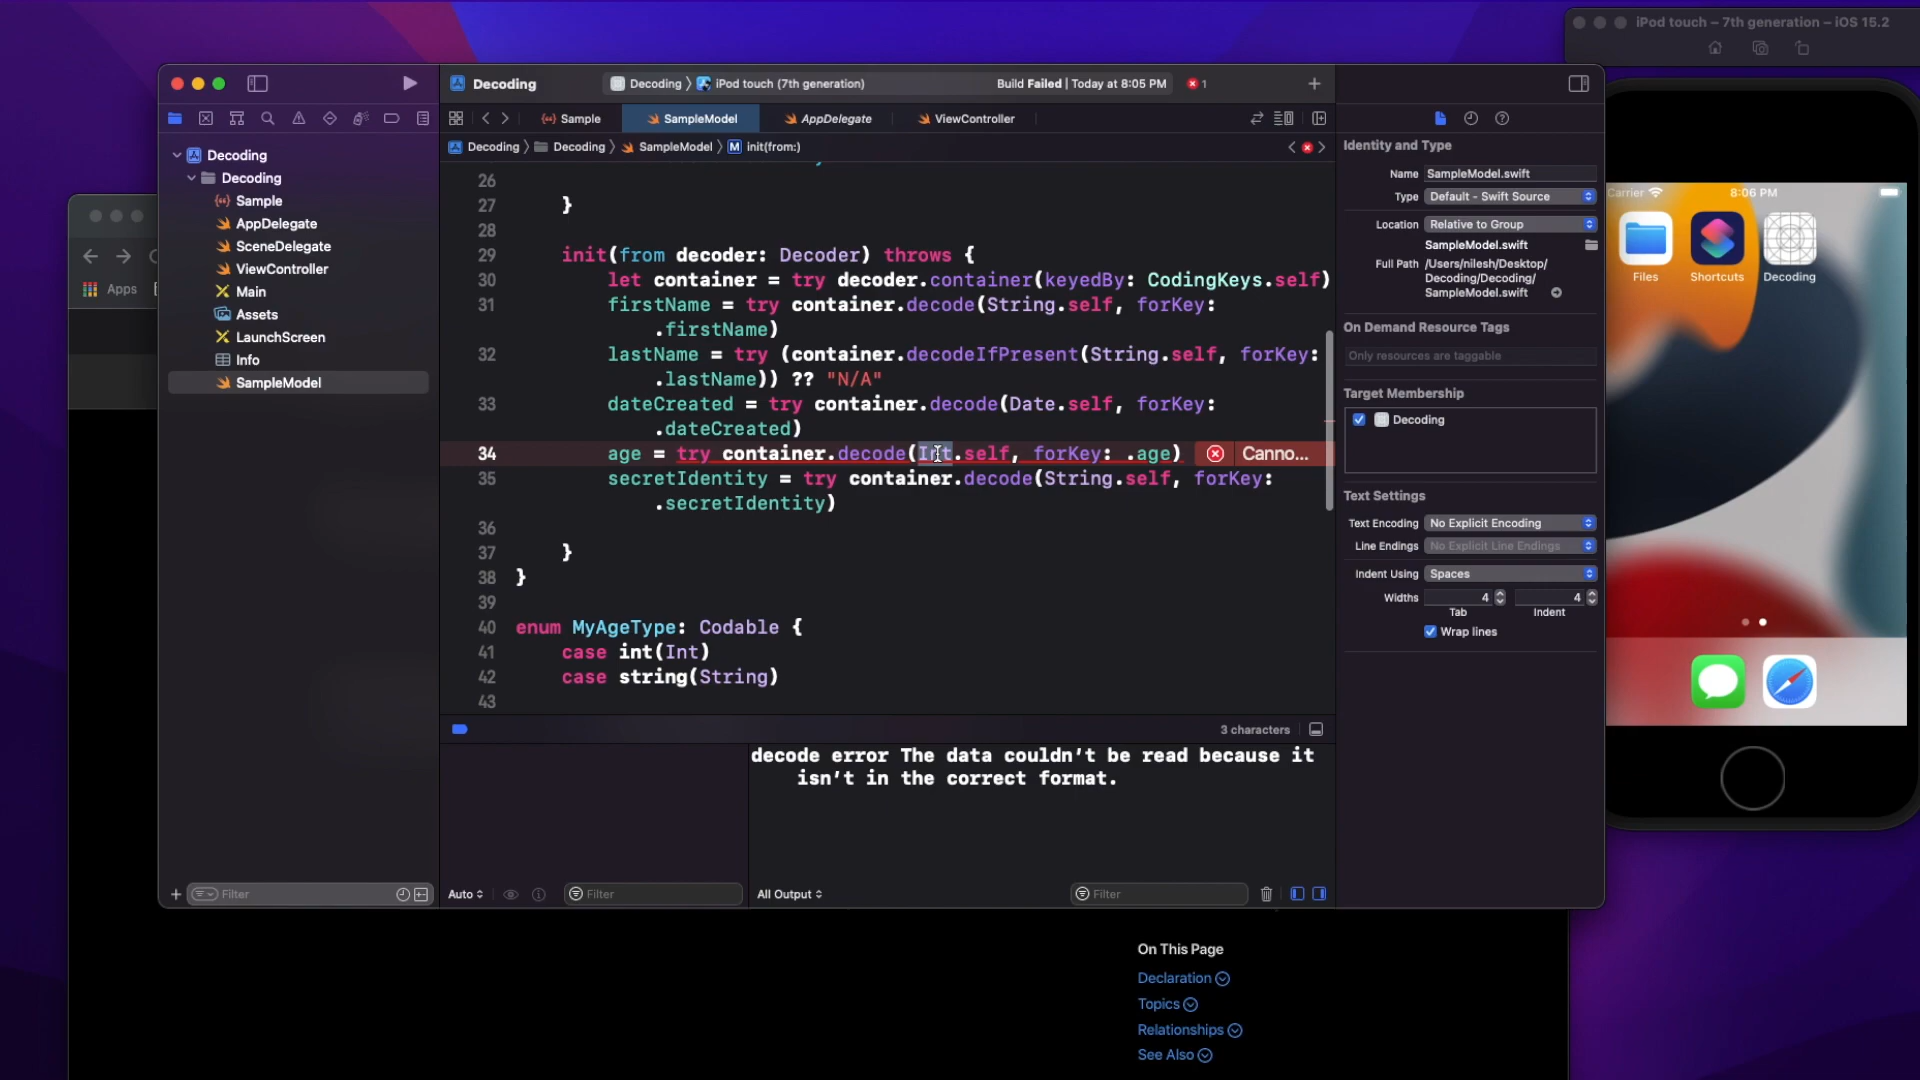 iPod touch – 7th generation – iOS 15.2
Decoding
Decoding 〉 iPod touch (7th generation)
Build Failed | Today at 8:05 PM
1
Sample
SampleModel
AppDelegate
ViewController
Decoding 〉 Decoding 〉 SampleModel 〉 M init(from:)
Decoding
Decoding
Sample
AppDelegate
SceneDelegate
ViewController
Main
Assets
LaunchScreen
Info
SampleModel
Filter
Apps
26
27 }
28
29 init(from decoder: Decoder) throws {
30 let container = try decoder.container(keyedBy: CodingKeys.self)
31 firstName = try container.decode(String.self, forKey:
.firstName)
32 lastName = try (container.decodeIfPresent(String.self, forKey:
.lastName)) ?? "N/A"
33 dateCreated = try container.decode(Date.self, forKey:
.dateCreated)
34 age = try container.decode(Int.self, forKey: .age) Canno...
35 secretIdentity = try container.decode(String.self, forKey:
.secretIdentity)
36
37 }
38 }
39
40 enum MyAgeType: Codable {
41 case int(Int)
42 case string(String)
43
3 characters
decode error The data couldn't be read because it
isn't in the correct format.
Auto
Filter
All Output
Filter
Identity and Type
Name SampleModel.swift
Type Default - Swift Source
Location Relative to Group
SampleModel.swift
Full Path /Users/nilesh/Desktop/
Decoding/Decoding/
SampleModel.swift
On Demand Resource Tags
Only resources are taggable
Target Membership
Decoding
Text Settings
Text Encoding No Explicit Encoding
Line Endings No Explicit Line Endings
Indent Using Spaces
Widths 4 4
Tab Indent
Wrap lines
Carrier 8:06 PM
Files Shortcuts Decoding
On This Page
Declaration
Topics
Relationships
See Also